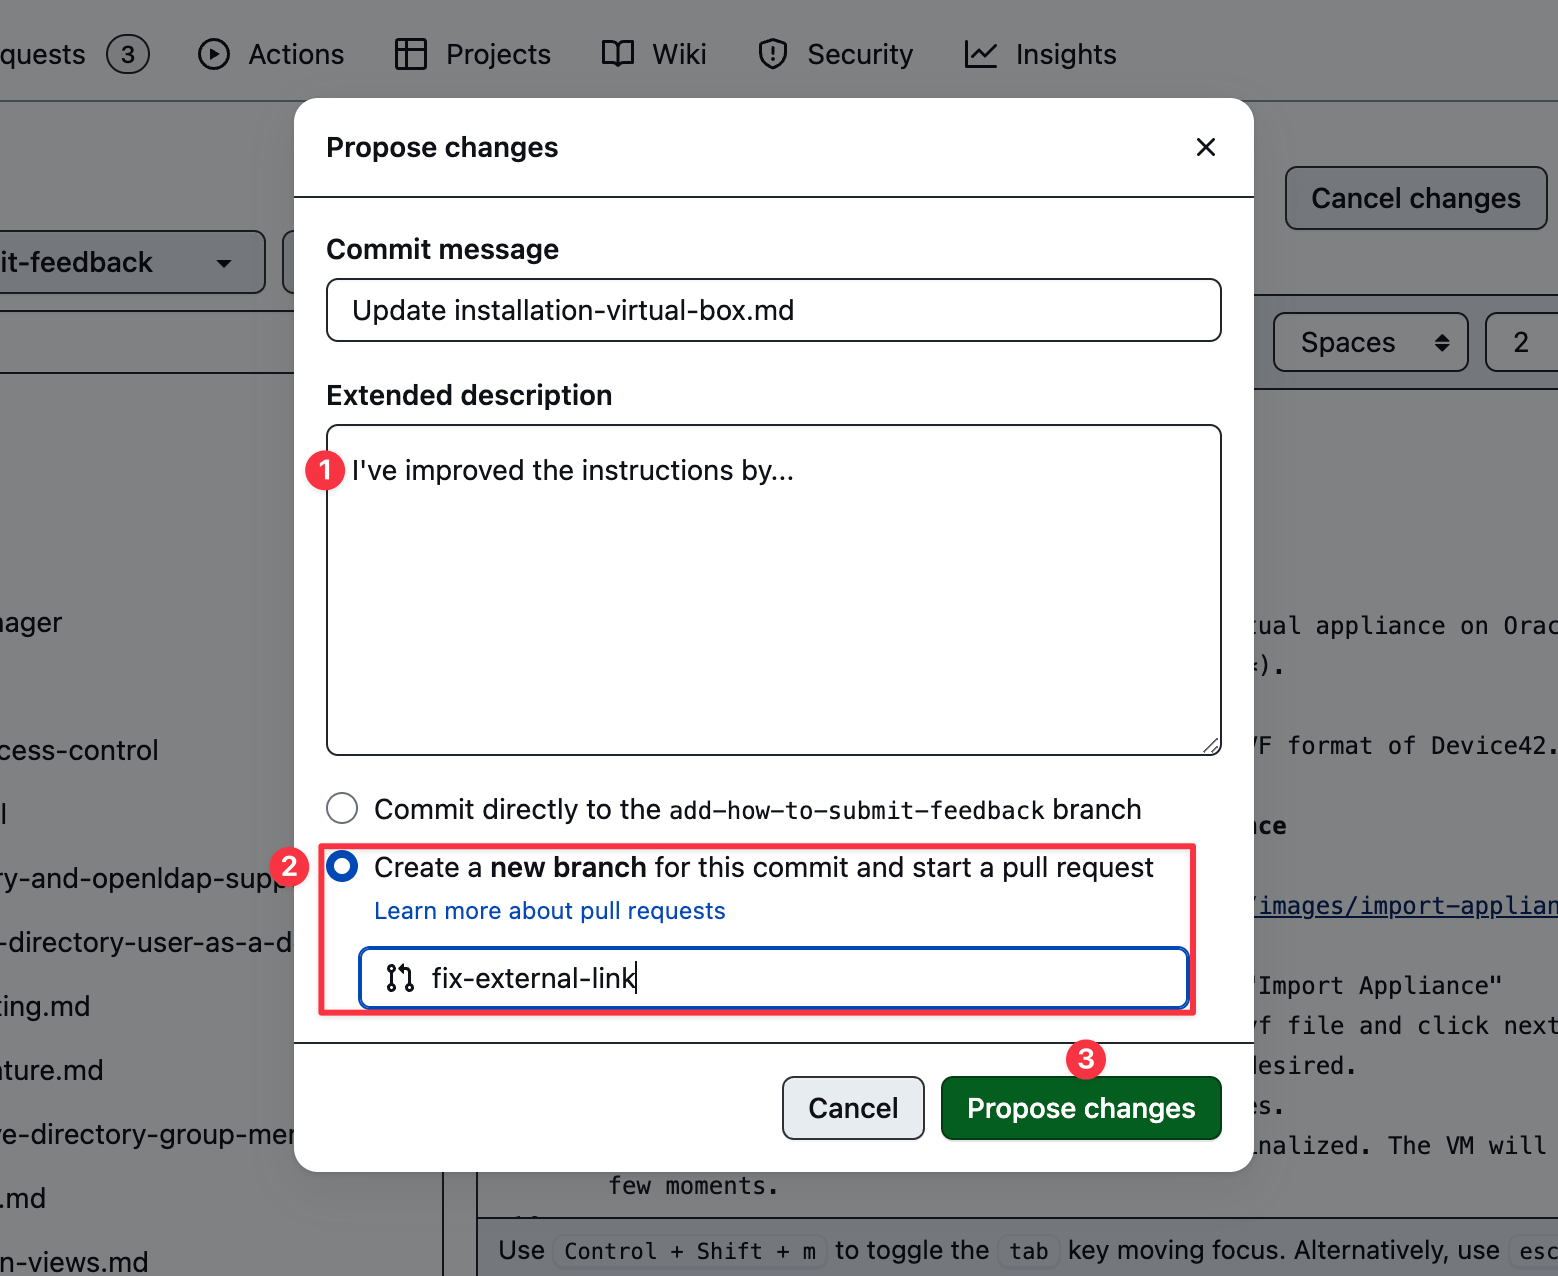 quests 3 Actions Projects Wiki Security Insights
Propose changes
Cancel changes
it-feedback
Commit message
Update installation-virtual-box.md
Spaces 2
Extended description
1 I've improved the instructions by...
ager
tual appliance on Orac
).
cess-control
F format of Device42.
l
Commit directly to the add-how-to-submit-feedback branch
ce
2 Create a new branch for this commit and start a pull request
ry-and-openldap-supp
Learn more about pull requests
/images/import-applian
-directory-user-as-a-d
fix-external-link
"Import Appliance"
ting.md
f file and click next
3
desired.
ture.md
Cancel Propose changes
es.
ve-directory-group-mer
nalized. The VM will
few moments.
.md
Use Control + Shift + m to toggle the tab key moving focus. Alternatively, use esc
n-views.md